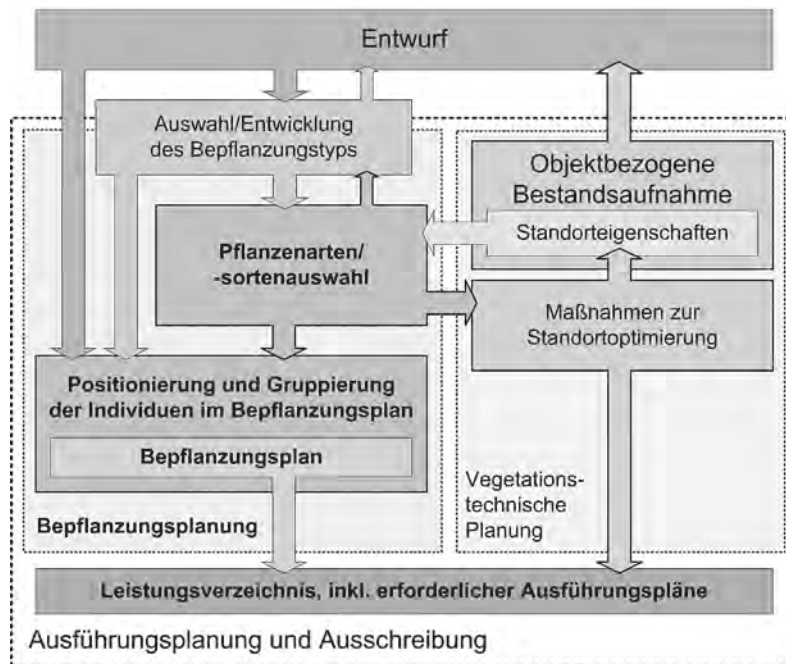 Entwurf
Auswahl/Entwicklung
des Bepflanzungstyps
Objektbezogene
Bestandsaufnahme
Standorteigenschaften
Pflanzenarten/
-sortenauswahl
Maßnahmen zur
Standortoptimierung
Positionierung und Gruppierung
der Individuen im Bepflanzungsplan
Bepflanzungsplan
Bepflanzungsplanung
Vegetations-
technische
Planung
Leistungsverzeichnis, inkl. erforderlicher Ausführungspläne
Ausführungsplanung und Ausschreibung